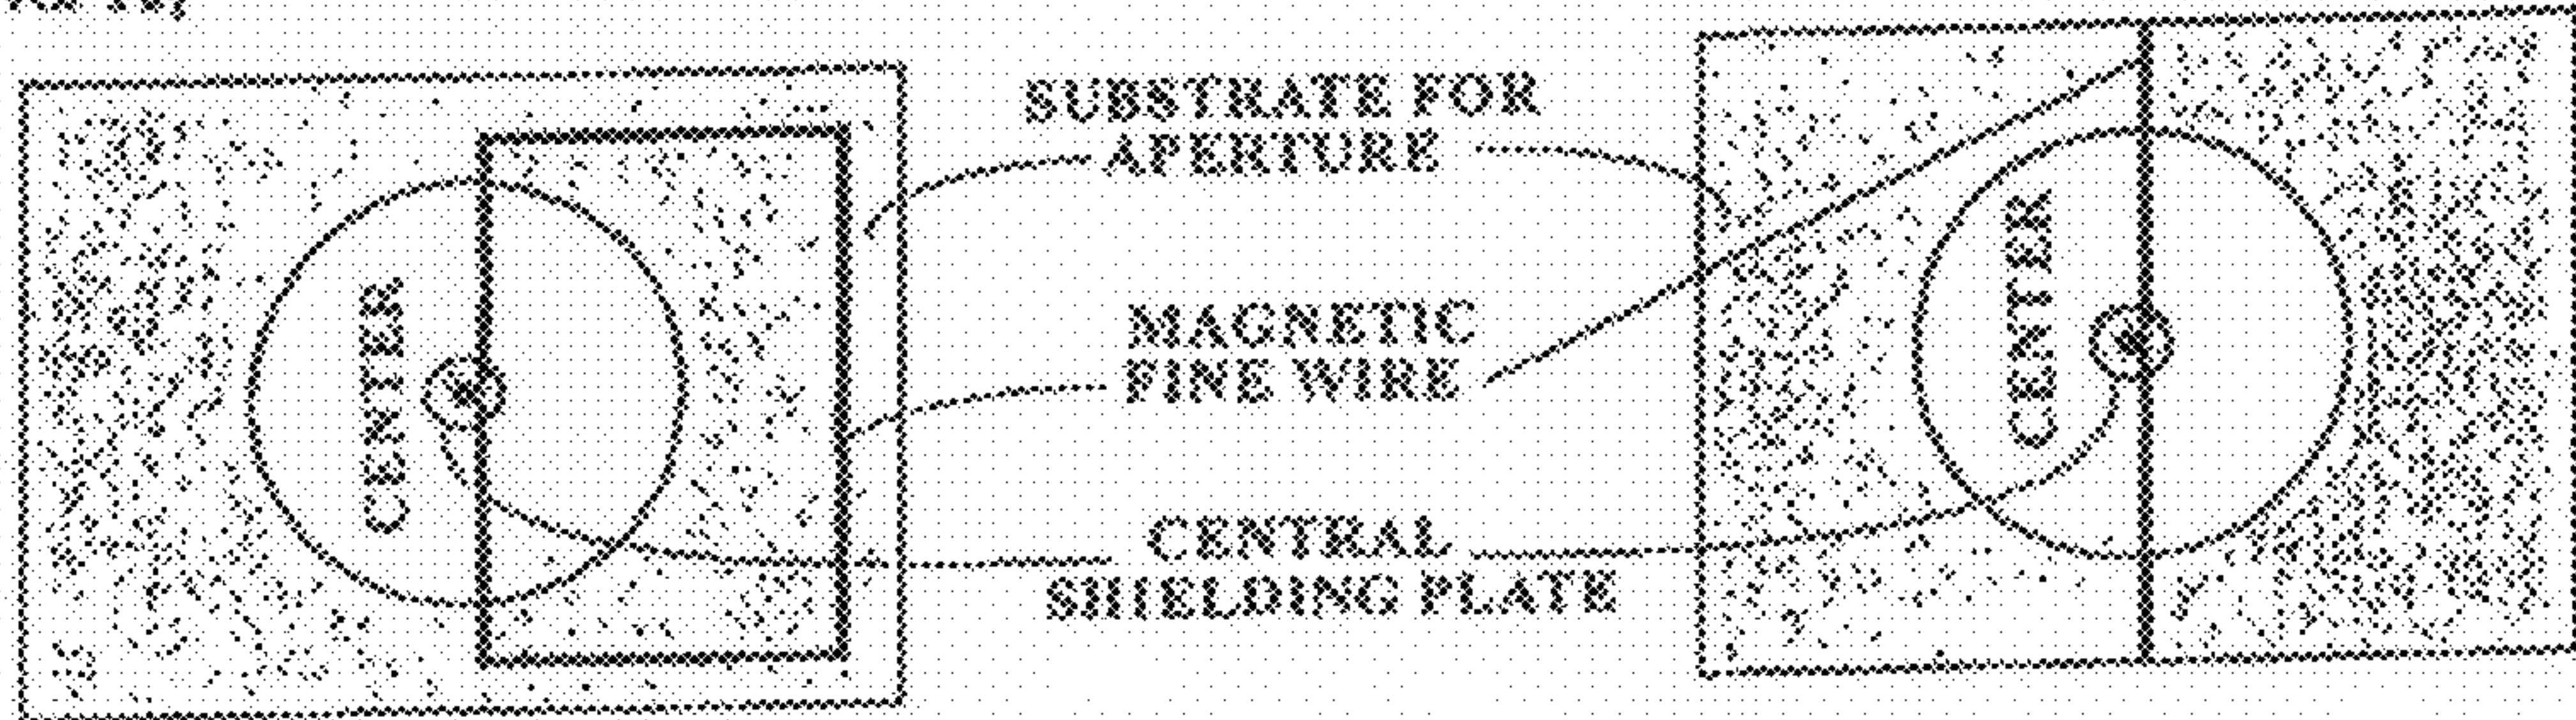 SUBSTRATE FOR
APERTURE
CENTER
CENTER
MAGNETIC
FINE WIRE
CENTRAL
SHIELDING PLATE